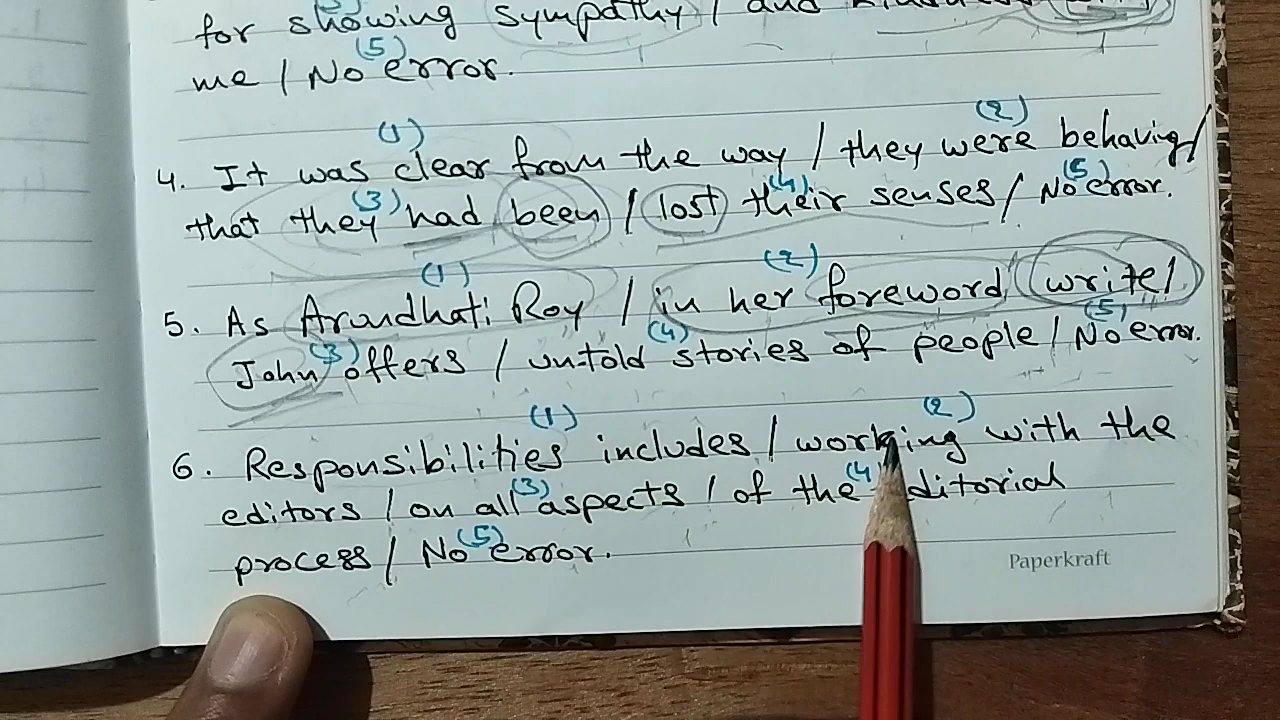 for showing sympathy / and
(5)
me / No error.
(1) (2)
4. It was clear from the way / they were behaving /
(3) (4) (5)
that they had been / lost their senses / No error.
(1) (2)
5. As Arundhati Roy / in her foreword write /
(3) (4) (5)
John offers / untold stories of people / No error.
(1) (2)
6. Responsibilities includes / working with the
(3) (4)
editors / on all aspects / of the editorial
(5)
process / No error.
Paperkraft